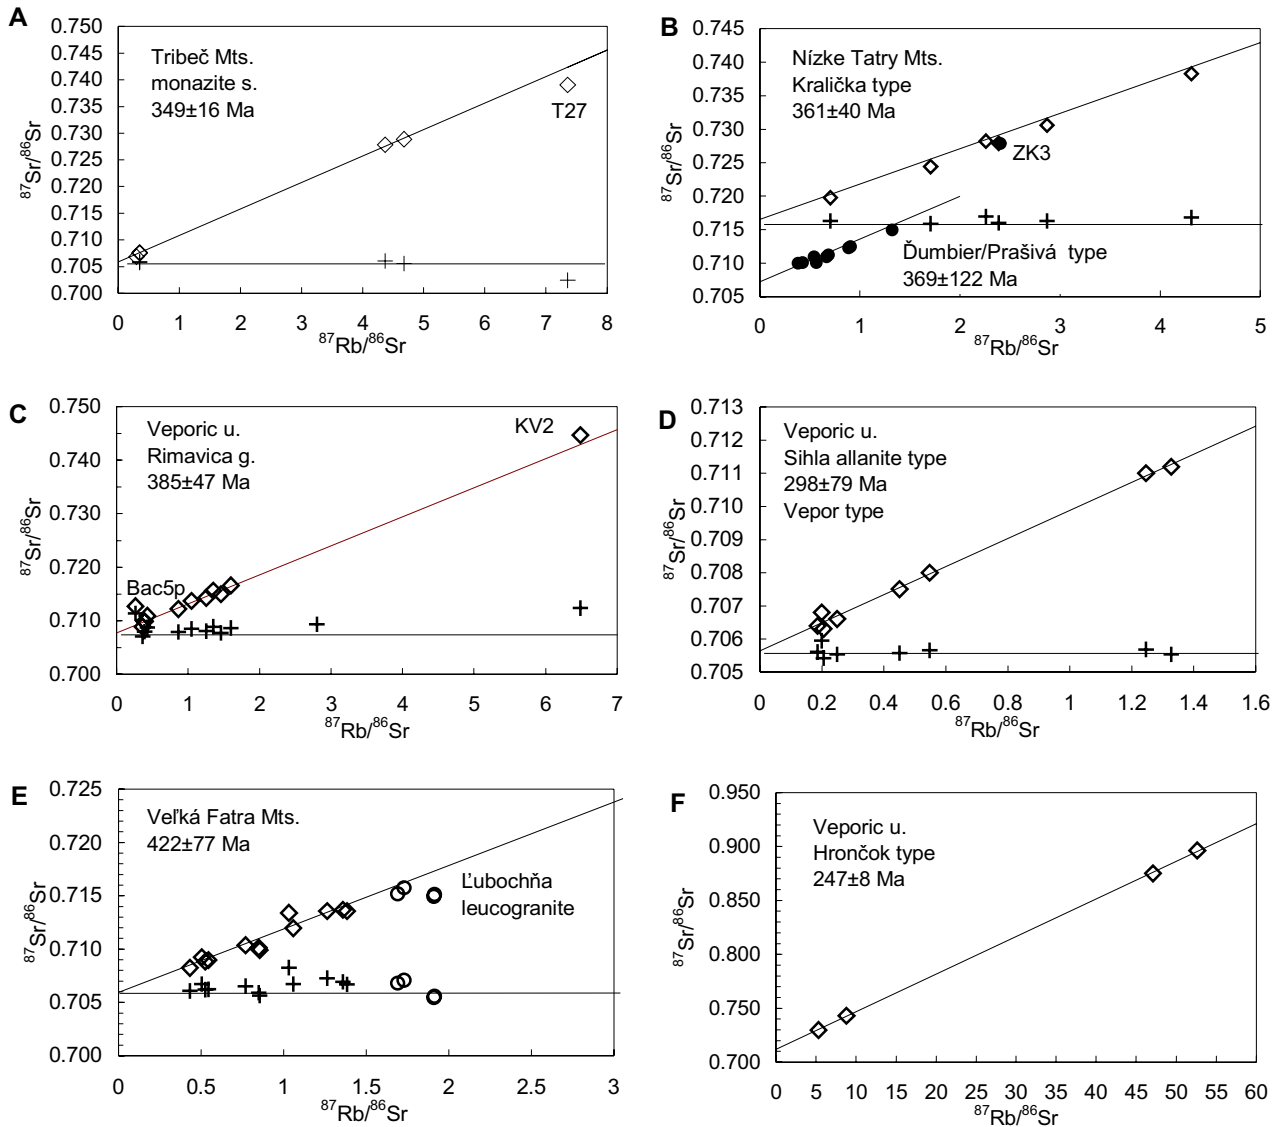 A
0.750
0.745
0.740
0.735
0.730
0.725
0.720
0.715
0.710
0.705
0.700
87Sr/86Sr
Tribeč Mts.
monazite s.
349±16 Ma
T27
0 1 2 3 4 5 6 7 8
87Rb/86Sr
B
0.745
0.740
0.735
0.730
0.725
0.720
0.715
0.710
0.705
87Sr/86Sr
Nízke Tatry Mts.
Kralička type
361±40 Ma
ZK3
Ďumbier/Prašivá type
369±122 Ma
0 1 2 3 4 5
87Rb/86Sr
C
0.750
0.740
0.730
0.720
0.710
0.700
87Sr/86Sr
Veporic u.
Rimavica g.
385±47 Ma
KV2
Bac5p
0 1 2 3 4 5 6 7
87Rb/86Sr
D
0.713
0.712
0.711
0.710
0.709
0.708
0.707
0.706
0.705
87Sr/86Sr
Veporic u.
Sihla allanite type
298±79 Ma
Vepor type
0 0.2 0.4 0.6 0.8 1 1.2 1.4 1.6
87Rb/86Sr
E
0.725
0.720
0.715
0.710
0.705
0.700
87Sr/86Sr
Veľká Fatra Mts.
422±77 Ma
Ľubochňa
leucogranite
0 0.5 1 1.5 2 2.5 3
87Rb/86Sr
F
0.950
0.900
0.850
0.800
0.750
0.700
87Sr/86Sr
Veporic u.
Hrončok type
247±8 Ma
0 5 10 15 20 25 30 35 40 45 50 55 60
87Rb/86Sr